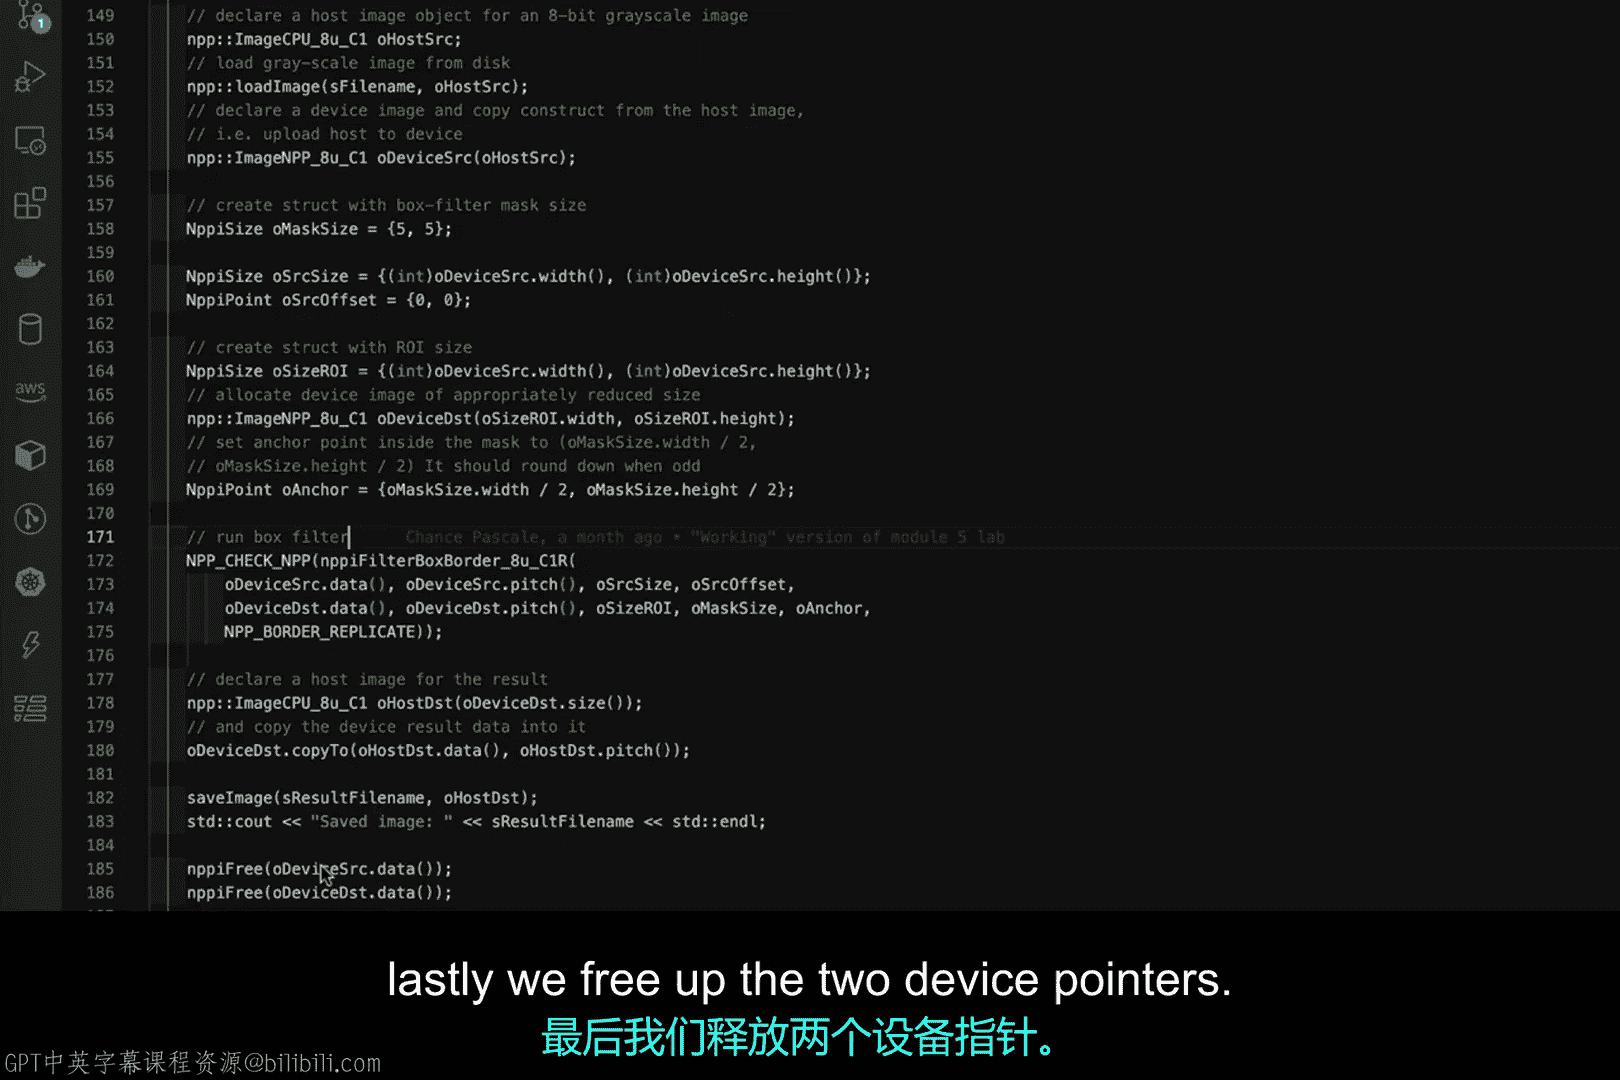 1
149 // declare a host image object for an 8-bit grayscale image
150 npp::ImageCPU_8u_C1 oHostSrc;
151 // load gray-scale image from disk
152 npp::loadImage(sFilename, oHostSrc);
153 // declare a device image and copy construct from the host image,
154 // i.e. upload host to device
155 npp::ImageNPP_8u_C1 oDeviceSrc(oHostSrc);
156
157 // create struct with box-filter mask size
158 NppiSize oMaskSize = {5, 5};
159
160 NppiSize oSrcSize = {(int)oDeviceSrc.width(), (int)oDeviceSrc.height()};
161 NppiPoint oSrcOffset = {0, 0};
162
163 // create struct with ROI size
164 NppiSize oSizeROI = {(int)oDeviceSrc.width(), (int)oDeviceSrc.height()};
165 // allocate device image of appropriately reduced size
166 npp::ImageNPP_8u_C1 oDeviceDst(oSizeROI.width, oSizeROI.height);
167 // set anchor point inside the mask to (oMaskSize.width / 2,
168 // oMaskSize.height / 2) It should round down when odd
169 NppiPoint oAnchor = {oMaskSize.width / 2, oMaskSize.height / 2};
170
171 // run box filter Chance Pascale, a month ago • "Working" version of module 5 lab
172 NPP_CHECK_NPP(nppiFilterBoxBorder_8u_C1R(
173 oDeviceSrc.data(), oDeviceSrc.pitch(), oSrcSize, oSrcOffset,
174 oDeviceDst.data(), oDeviceDst.pitch(), oSizeROI, oMaskSize, oAnchor,
175 NPP_BORDER_REPLICATE));
176
177 // declare a host image for the result
178 npp::ImageCPU_8u_C1 oHostDst(oDeviceDst.size());
179 // and copy the device result data into it
180 oDeviceDst.copyTo(oHostDst.data(), oHostDst.pitch());
181
182 saveImage(sResultFilename, oHostDst);
183 std::cout << "Saved image: " << sResultFilename << std::endl;
184
185 nppiFree(oDeviceSrc.data());
186 nppiFree(oDeviceDst.data());
aws
lastly we free up the two device pointers.
最后我们释放两个设备指针。
GPT中英字幕课程资源@bilibili.com